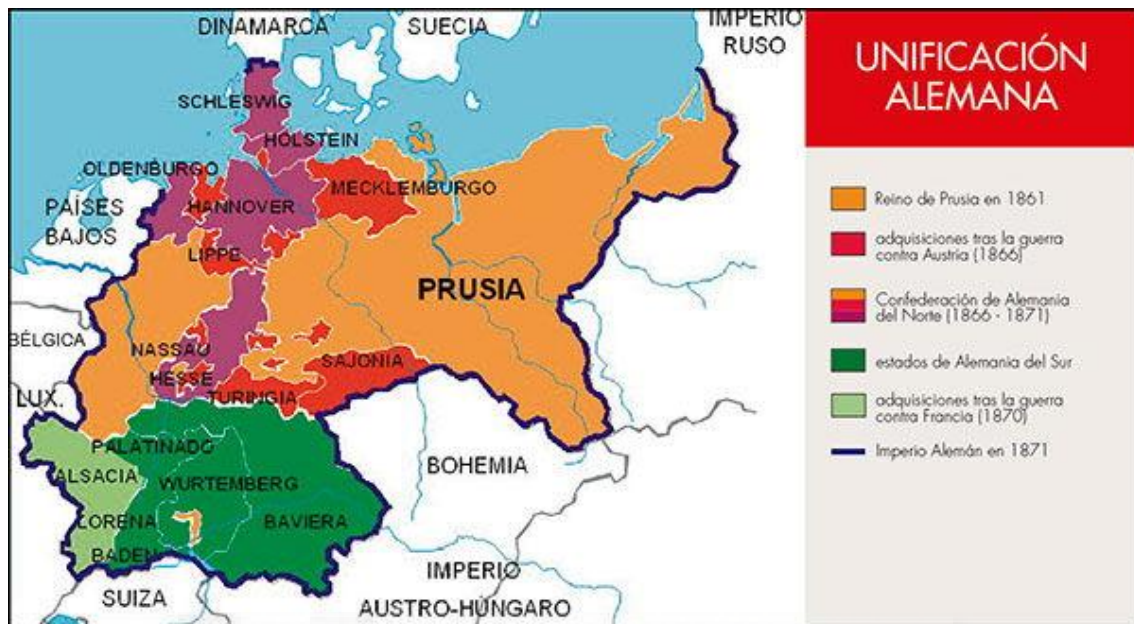 DINAMARCA
SUECIA
IMPERIO
RUSO
SCHLESWIG
HOLSTEIN
OLDENBURGO
MECKLEMBURGO
PAÍSES
BAJOS
HANNOVER
LIPPE
PRUSIA
BÉLGICA
NASSAU
SAJONIA
HESSE
LUX.
TURINGIA
PALATINADO
ALSACIA
WURTEMBERG
BOHEMIA
LORENA
BAVIERA
BADEN
SUIZA
IMPERIO
AUSTRO-HÚNGARO
UNIFICACIÓN
ALEMANA
Reino de Prusia en 1861
adquisiciones tras la guerra
contra Austria (1866)
Confederación de Alemania
del Norte (1866 - 1871)
estados de Alemania del Sur
adquisiciones tras la guerra
contra Francia (1870)
Imperio Alemán en 1871